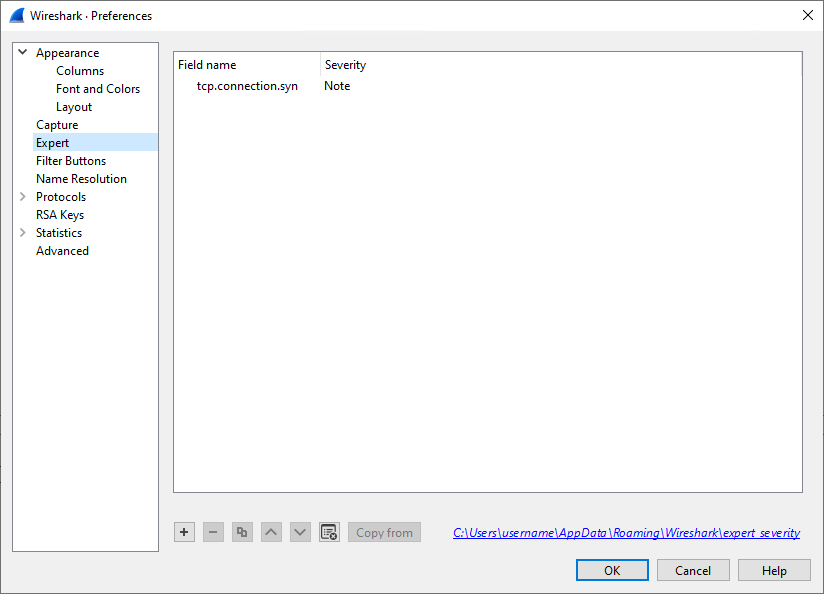 Wireshark · Preferences
Appearance
Columns
Font and Colors
Layout
Capture
Expert
Filter Buttons
Name Resolution
Protocols
RSA Keys
Statistics
Advanced
Field name Severity
tcp.connection.syn Note
Copy from
C:\Users\username\AppData\Roaming\Wireshark\expert_severity
OK Cancel Help